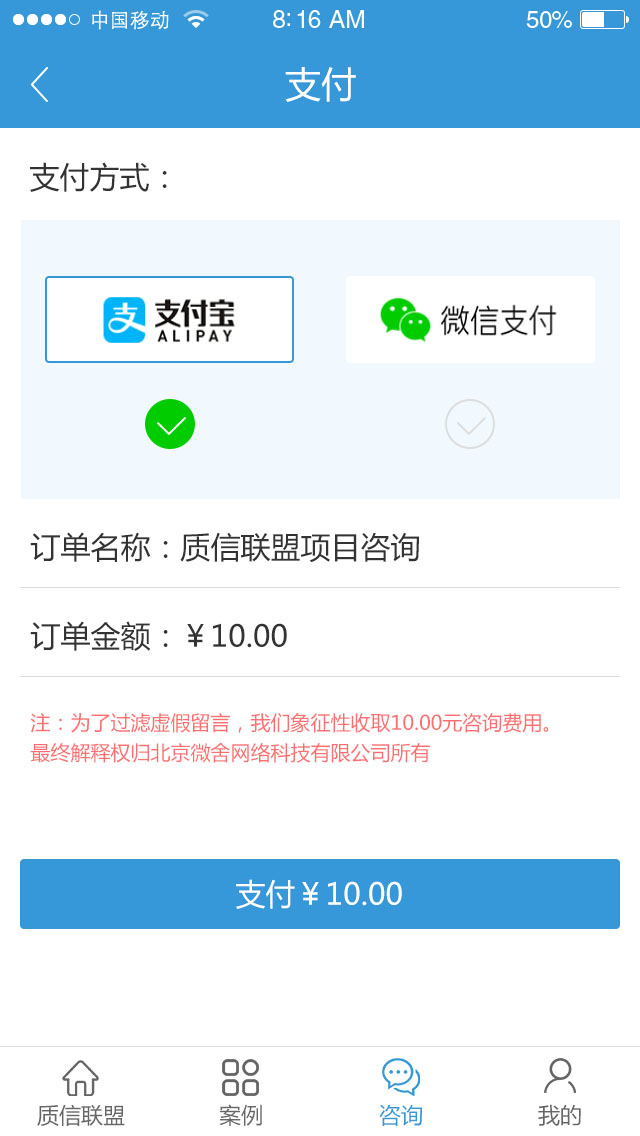 中国移动 8:16 AM 50%
支付
支付方式：
支付宝 微信支付
ALIPAY
订单名称：质信联盟项目咨询
订单金额：￥10.00
注：为了过滤虚假留言，我们象征性收取10.00元咨询费用。
最终解释权归北京微舍网络科技有限公司所有
支付￥10.00
质信联盟 案例 咨询 我的